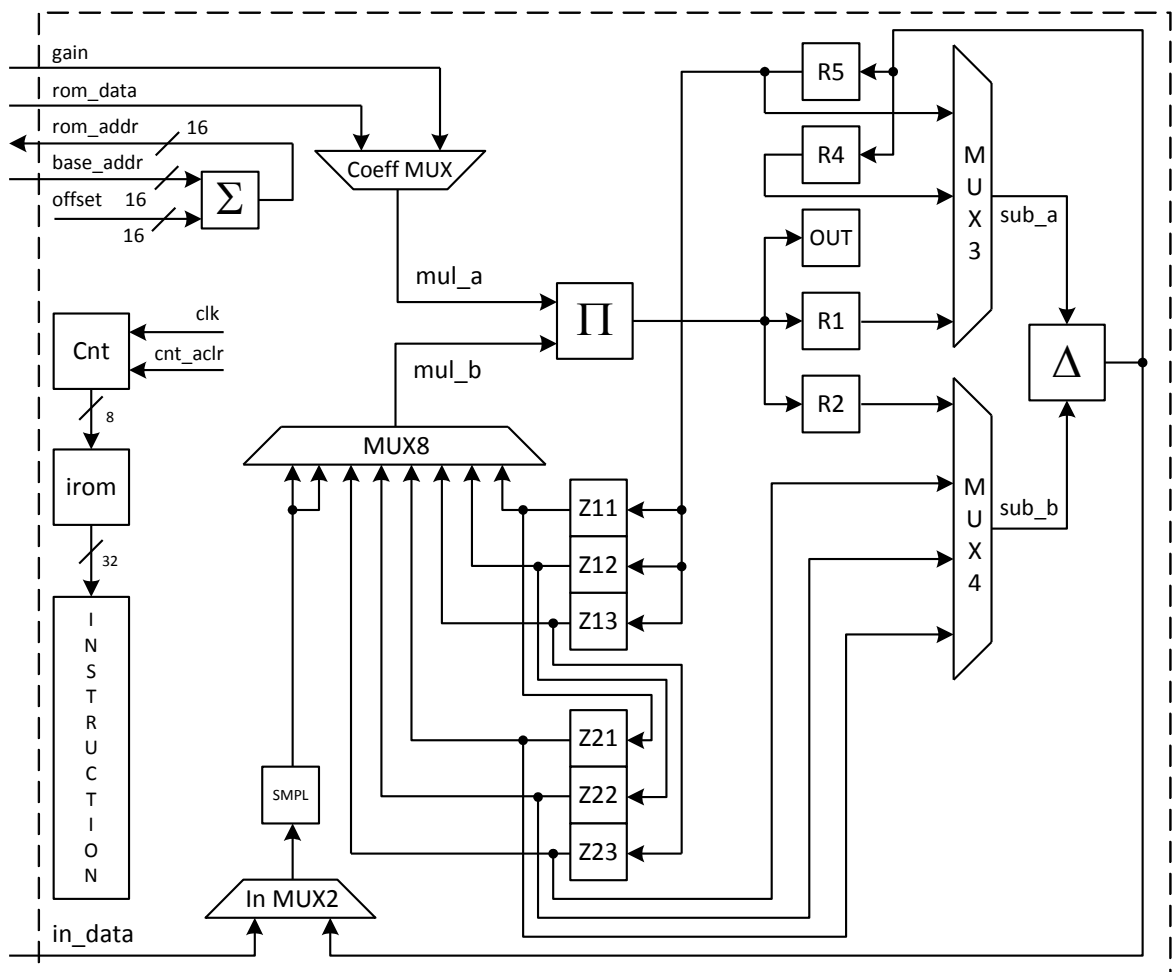 gain
rom_data
rom_addr
16
base_addr
16
offset
16
Σ
Coeff MUX
mul_a
mul_b
Π
clk
cnt_aclr
Cnt
8
irom
32
INSTRUCTION
MUX8
SMPL
In MUX2
in_data
R5
R4
OUT
R1
R2
MUX3
sub_a
Δ
MUX4
sub_b
Z11
Z12
Z13
Z21
Z22
Z23